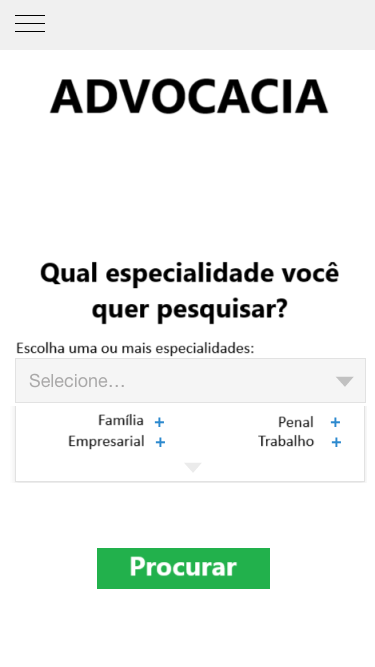 ADVOCACIA
Qual especialidade você
quer pesquisar?
Escolha uma ou mais especialidades:
Selecione...
Família + Penal +
Empresarial + Trabalho +
Procurar